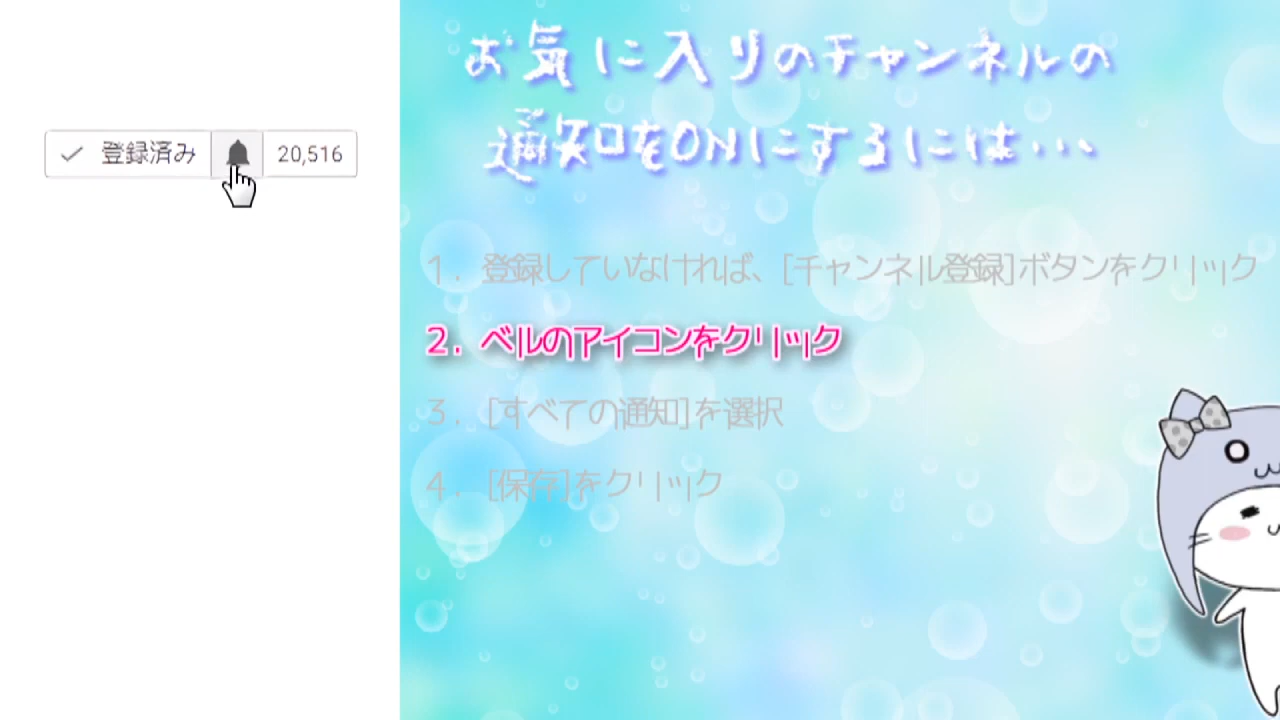 お気に入りのチャンネルの
通知をONにするには・・・
登録済み 20,516
1. 登録していなければ、[チャンネル登録]ボタンをクリック
2. ベルのアイコンをクリック
3. [すべての通知]を選択
4. [保存]をクリック